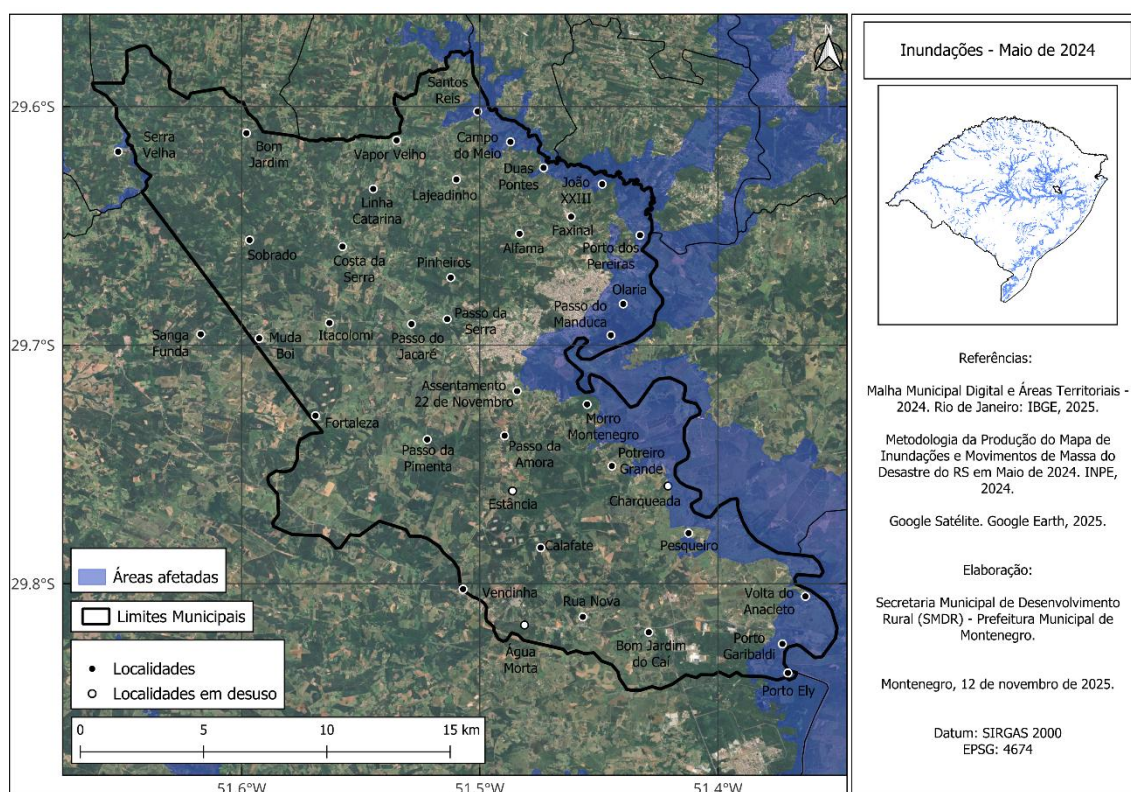 Inundações - Maio de 2024
29.6°S
29.7°S
29.8°S
51.6°W
51.5°W
51.4°W
Santos
Reis
Serra
Velha
Bom
Jardim
Vapor Velho
Campo
do Meio
Duas
Pontes
João
XXIII
Linha
Catarina
Lajeadinho
Faxinal
Alfama
Porto dos
Pereiras
Sobrado
Costa da
Serra
Pinheiros
Olaria
Passo do
Manduca
Sanga
Funda
Muda
Boi
Itacolomi
Passo do
Jacaré
Passo da
Serra
Assentamento
22 de Novembro
Morro
Montenegro
Fortaleza
Passo da
Pimenta
Passo da
Amora
Potreiro
Grande
Estância
Charqueada
Calafate
Pesqueiro
Vendinha
Rua Nova
Volta do
Anacleto
Água
Morta
Bom Jardim
do Caí
Porto
Garibaldi
Porto Ely
Áreas afetadas
Limites Municipais
Localidades
Localidades em desuso
0 5 10 15 km
Referências:
Malha Municipal Digital e Áreas Territoriais -
2024. Rio de Janeiro: IBGE, 2025.
Metodologia da Produção do Mapa de
Inundações e Movimentos de Massa do
Desastre do RS em Maio de 2024. INPE,
2024.
Google Satélite. Google Earth, 2025.
Elaboração:
Secretaria Municipal de Desenvolvimento
Rural (SMDR) - Prefeitura Municipal de
Montenegro.
Montenegro, 12 de novembro de 2025.
Datum: SIRGAS 2000
EPSG: 4674